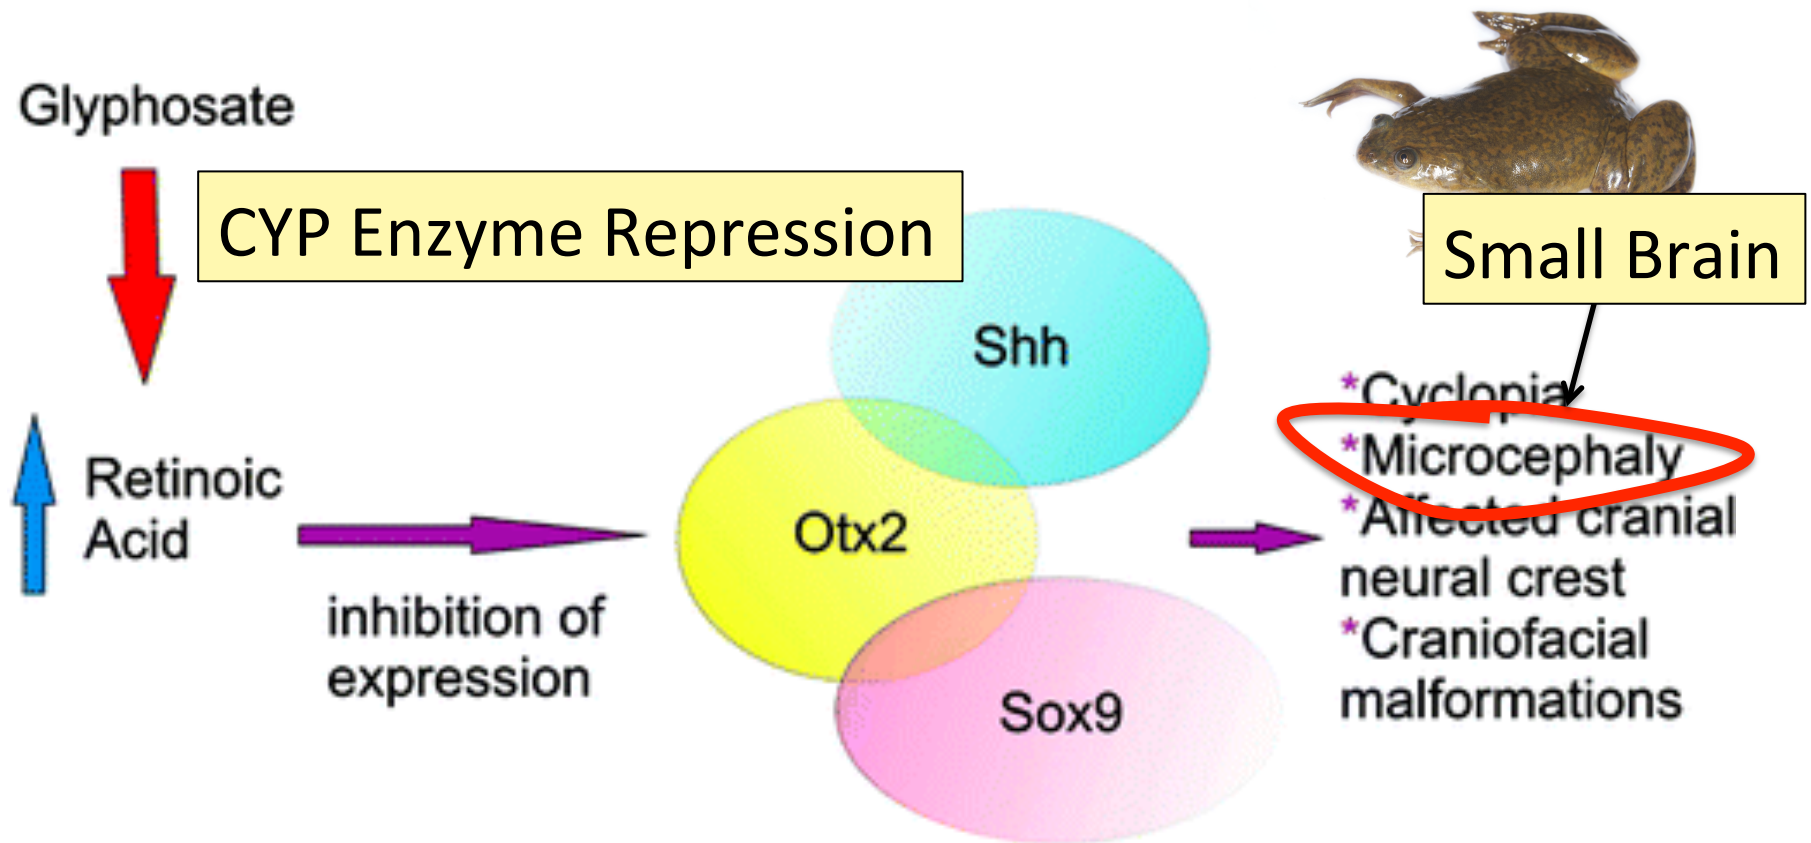 Glyphosate
CYP Enzyme Repression
Small Brain
Retinoic
Acid
inhibition of
expression
Shh
Otx2
Sox9
*Cyclopia
*Microcephaly
*Affected cranial
neural crest
*Craniofacial
malformations